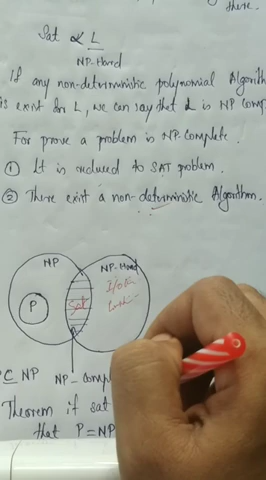 there.
Sat ∝ L
NP-Hard
If any non-deterministic polynomial Algorith
is exist for L, we can say that L is NP Comp
For prove a problem is NP-Complete.
① It is reduced to SAT problem.
② There exit a non-deterministic Algorithm.
NP NP-Hard
P Sat
C NP NP-comp
Theorem if sat
that P=NP